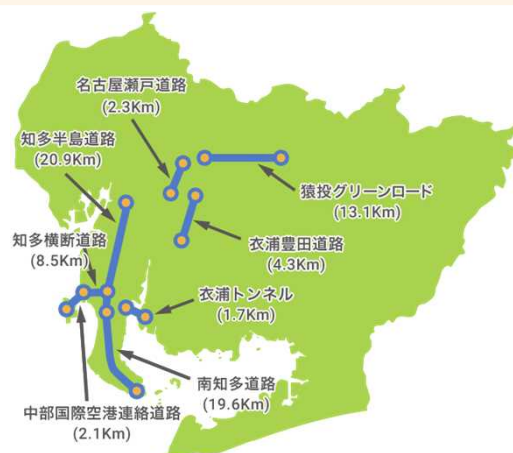 名古屋瀬戸道路
(2.3Km)
知多半島道路
(20.9Km)
猿投グリーンロード
(13.1Km)
知多横断道路
(8.5Km)
衣浦豊田道路
(4.3Km)
衣浦トンネル
(1.7Km)
南知多道路
(19.6Km)
中部国際空港連絡道路
(2.1Km)